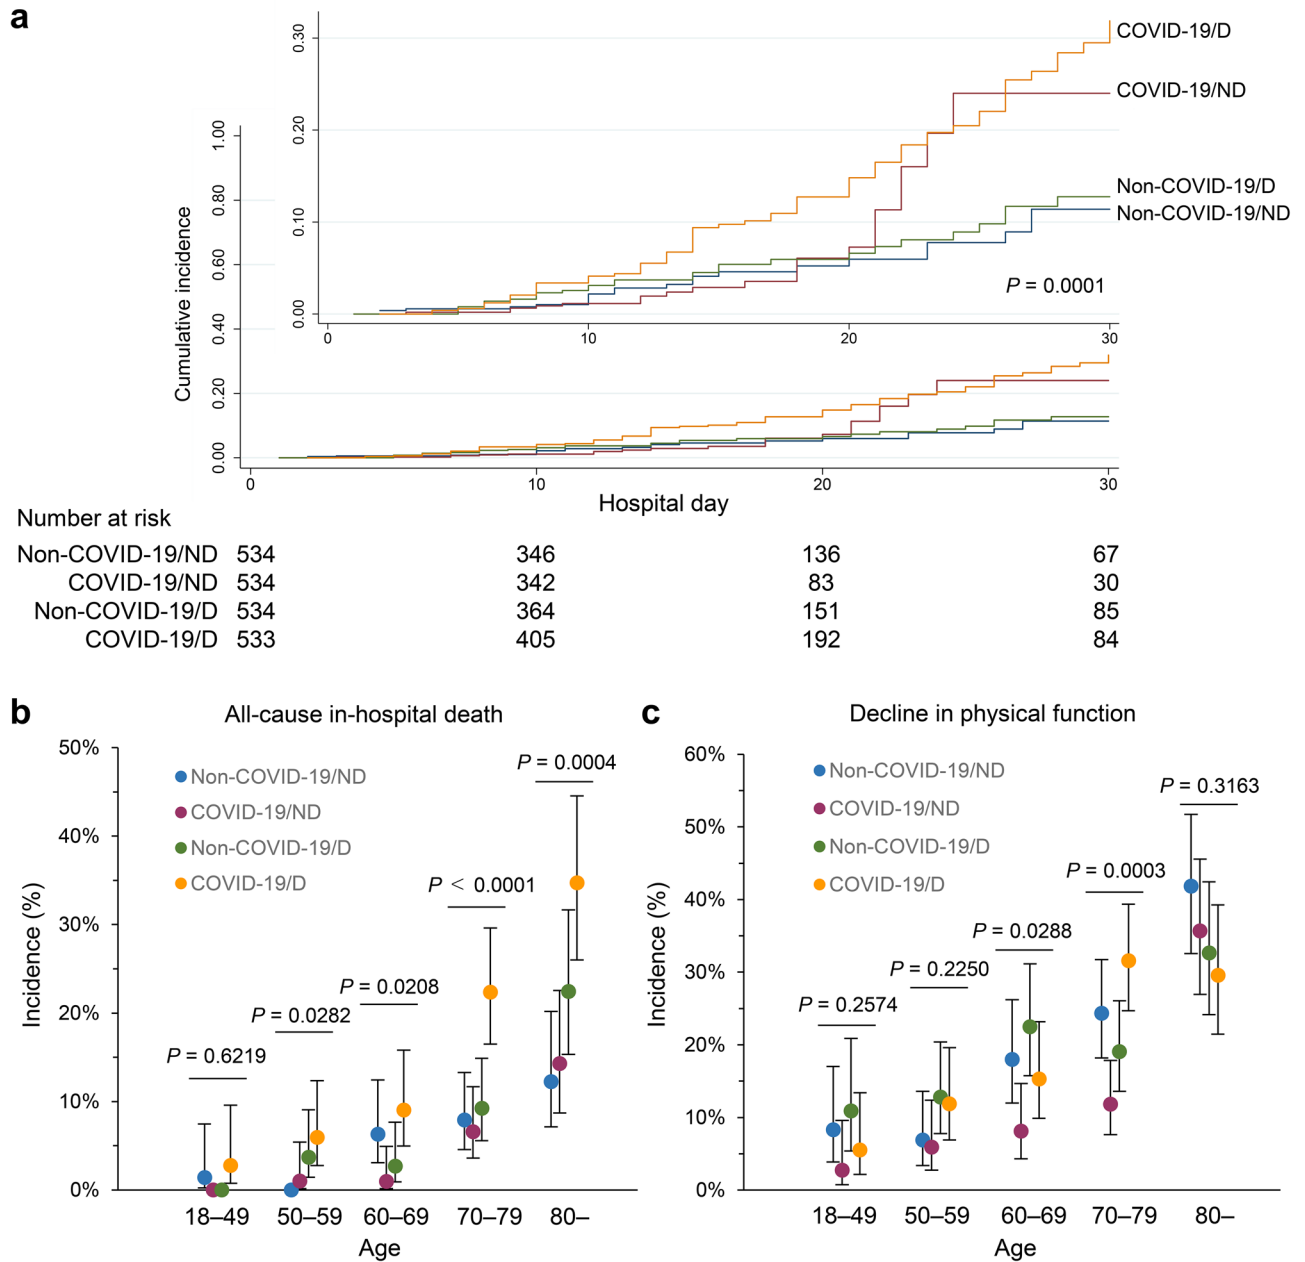 a
0.30
0.20
0.10
0.00
0
10
20
30
COVID-19/D
COVID-19/ND
Non-COVID-19/D
Non-COVID-19/ND
P = 0.0001
Cumulative incidence
1.00
0.80
0.60
0.40
0.20
0.00
0
10
20
30
Hospital day
Number at risk
Non-COVID-19/ND 534 346 136 67
COVID-19/ND 534 342 83 30
Non-COVID-19/D 534 364 151 85
COVID-19/D 533 405 192 84
b
All-cause in-hospital death
Incidence (%)
50%
40%
30%
20%
10%
0%
Non-COVID-19/ND
COVID-19/ND
Non-COVID-19/D
COVID-19/D
P = 0.6219
P = 0.0282
P = 0.0208
P < 0.0001
P = 0.0004
18–49 50–59 60–69 70–79 80–
Age
c
Decline in physical function
Incidence (%)
60%
50%
40%
30%
20%
10%
0%
Non-COVID-19/ND
COVID-19/ND
Non-COVID-19/D
COVID-19/D
P = 0.2574
P = 0.2250
P = 0.0288
P = 0.0003
P = 0.3163
18–49 50–59 60–69 70–79 80–
Age